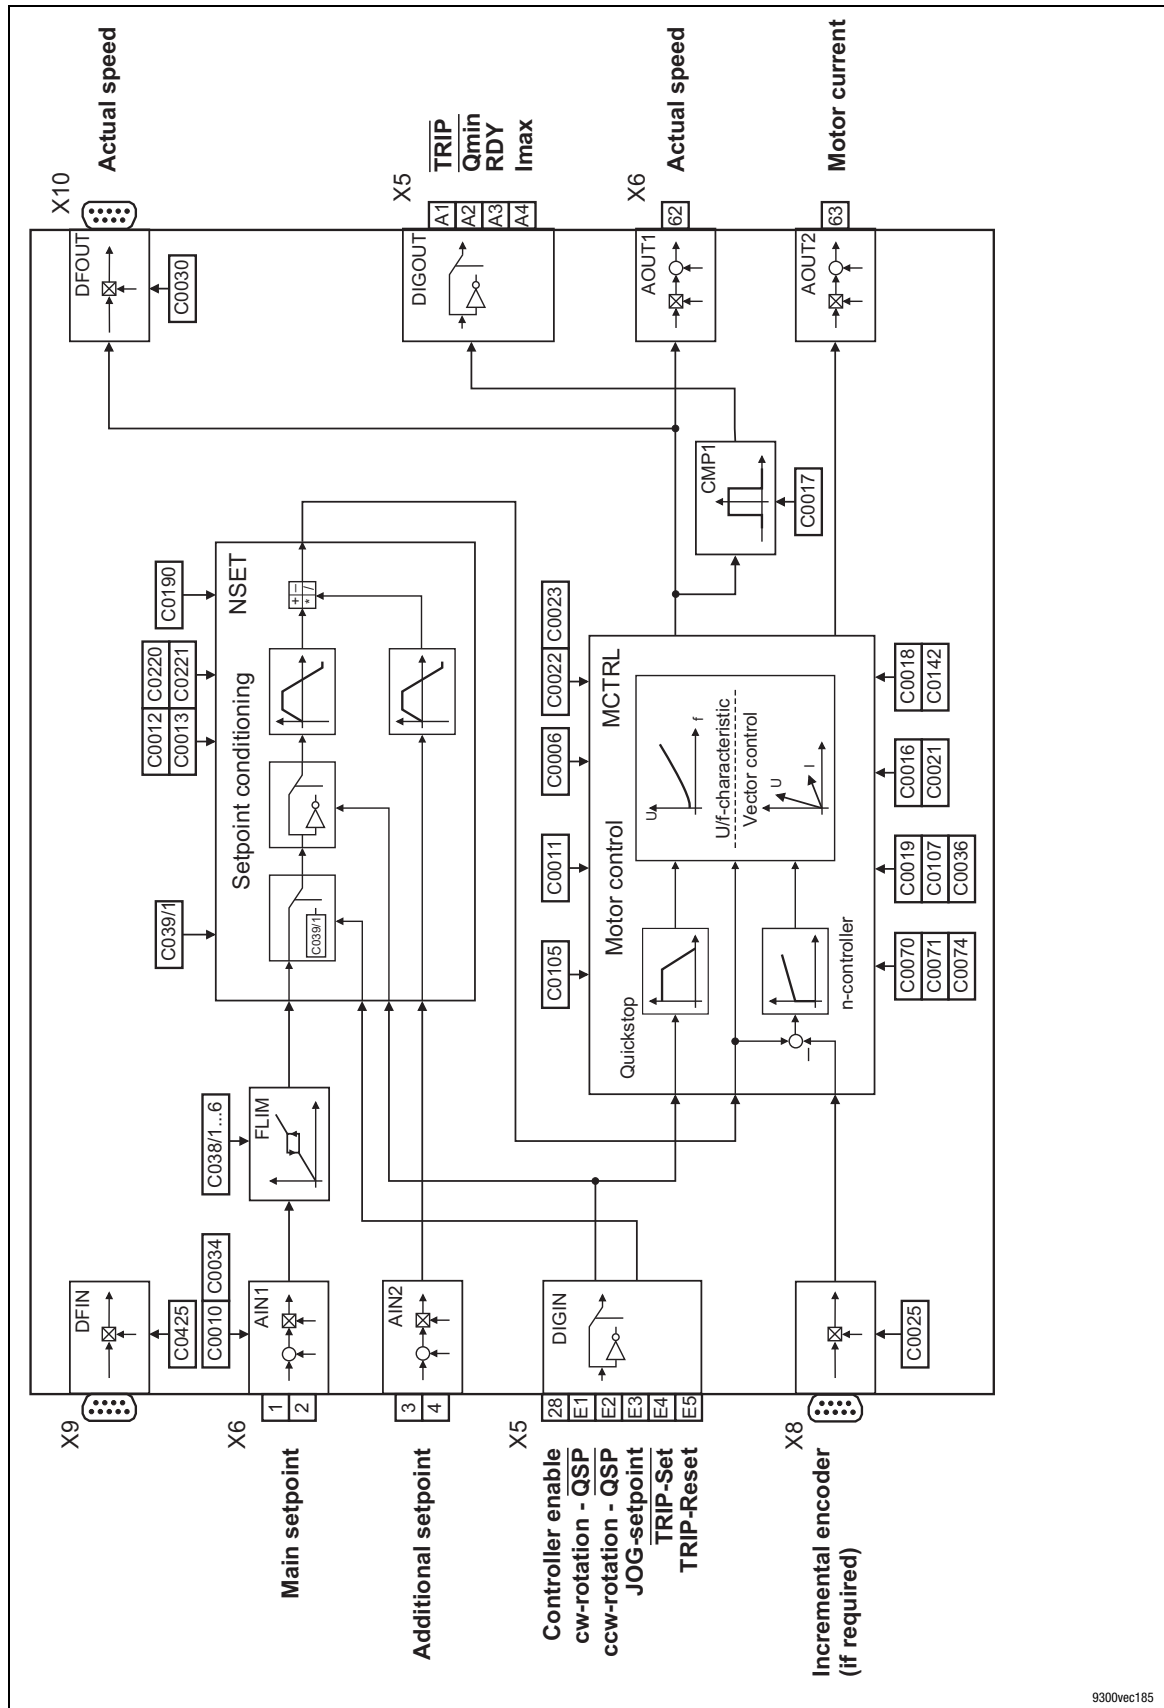 X9
DFIN
C0425
DFOUT
X10
Actual speed
C0030
Main setpoint
X6
1
2
C0010
C0034
AIN1
C038/1...6
FLIM
C039/1
C0012
C0220
C0013
C0221
C0190
Setpoint conditioning
NSET
C039/1
+
−
*
/
Additional setpoint
3
4
AIN2
X5
DIGOUT
A1
A2
A3
A4
TRIP
Qmin
RDY
Imax
Controller enable
cw-rotation - QSP
ccw-rotation - QSP
JOG-setpoint
TRIP-Set
TRIP-Reset
X5
28
E1
E2
E3
E4
E5
DIGIN
C0105
C0011
C0006
C0022
C0023
Motor control
MCTRL
Quickstop
U
f
U/f-characteristic
Vector control
U
I
n-controller
C0070
C0071
C0074
C0019
C0107
C0036
C0016
C0021
C0018
C0142
CMP1
C0017
X6
AOUT1
62
Actual speed
AOUT2
63
Motor current
Incremental encoder
(if required)
X8
C0025
9300vec185